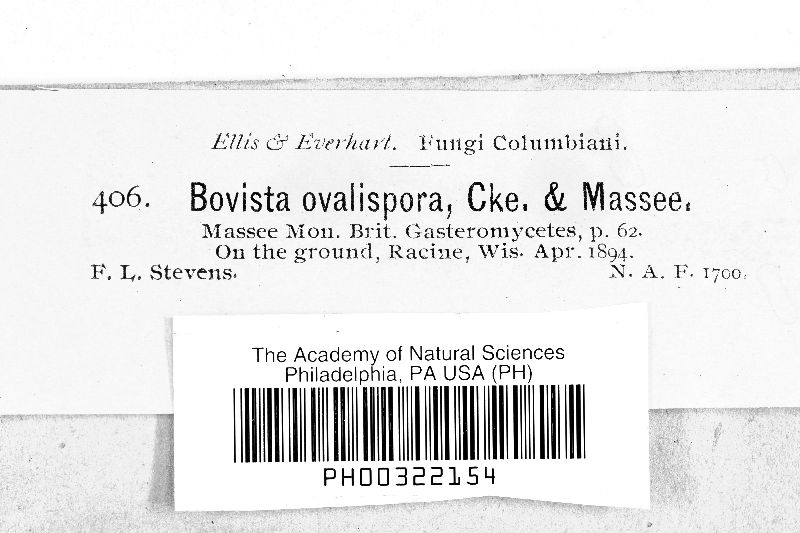 Ellis & Everhart. Fungi Columbiani.
406. Bovista ovalispora, Cke. & Massee.
Massee Mon. Brit. Gasteromycetes, p. 62.
On the ground, Racine, Wis. Apr. 1894.
F. L. Stevens. N. A. F. 1700.
The Academy of Natural Sciences
Philadelphia, PA USA (PH)
PH00322154